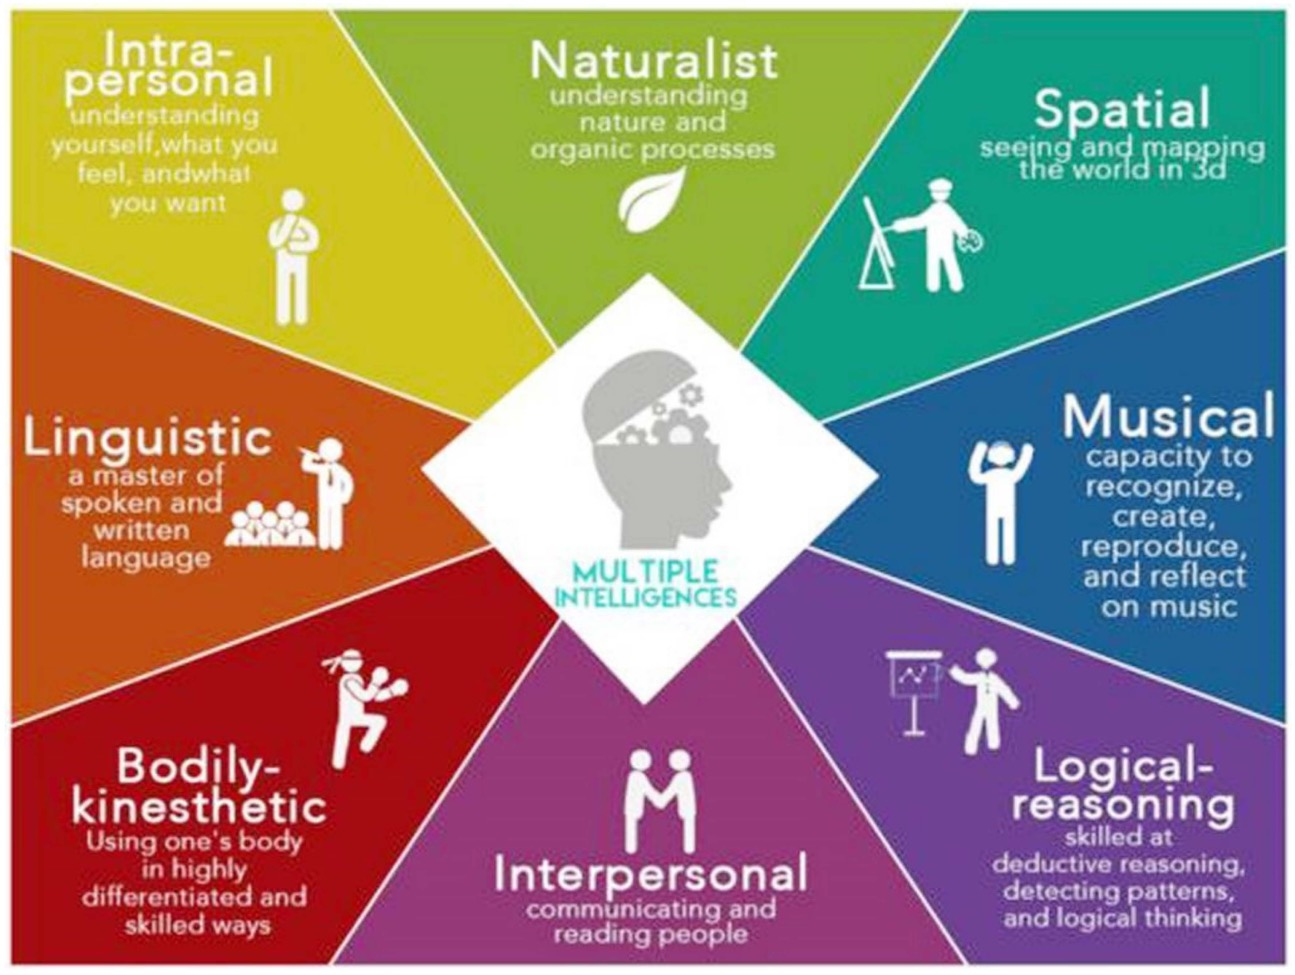 Intra-
personal
understanding
yourself,what you
feel, andwhat
you want
Naturalist
understanding
nature and
organic processes
Spatial
seeing and mapping
the world in 3d
Linguistic
a master of
spoken and
written
language
MULTIPLE
INTELLIGENCES
Musical
capacity to
recognize,
create,
reproduce,
and reflect
on music
Bodily-
kinesthetic
Using one's body
in highly
differentiated and
skilled ways
Interpersonal
communicating and
reading people
Logical-
reasoning
skilled at
deductive reasoning,
detecting patterns,
and logical thinking